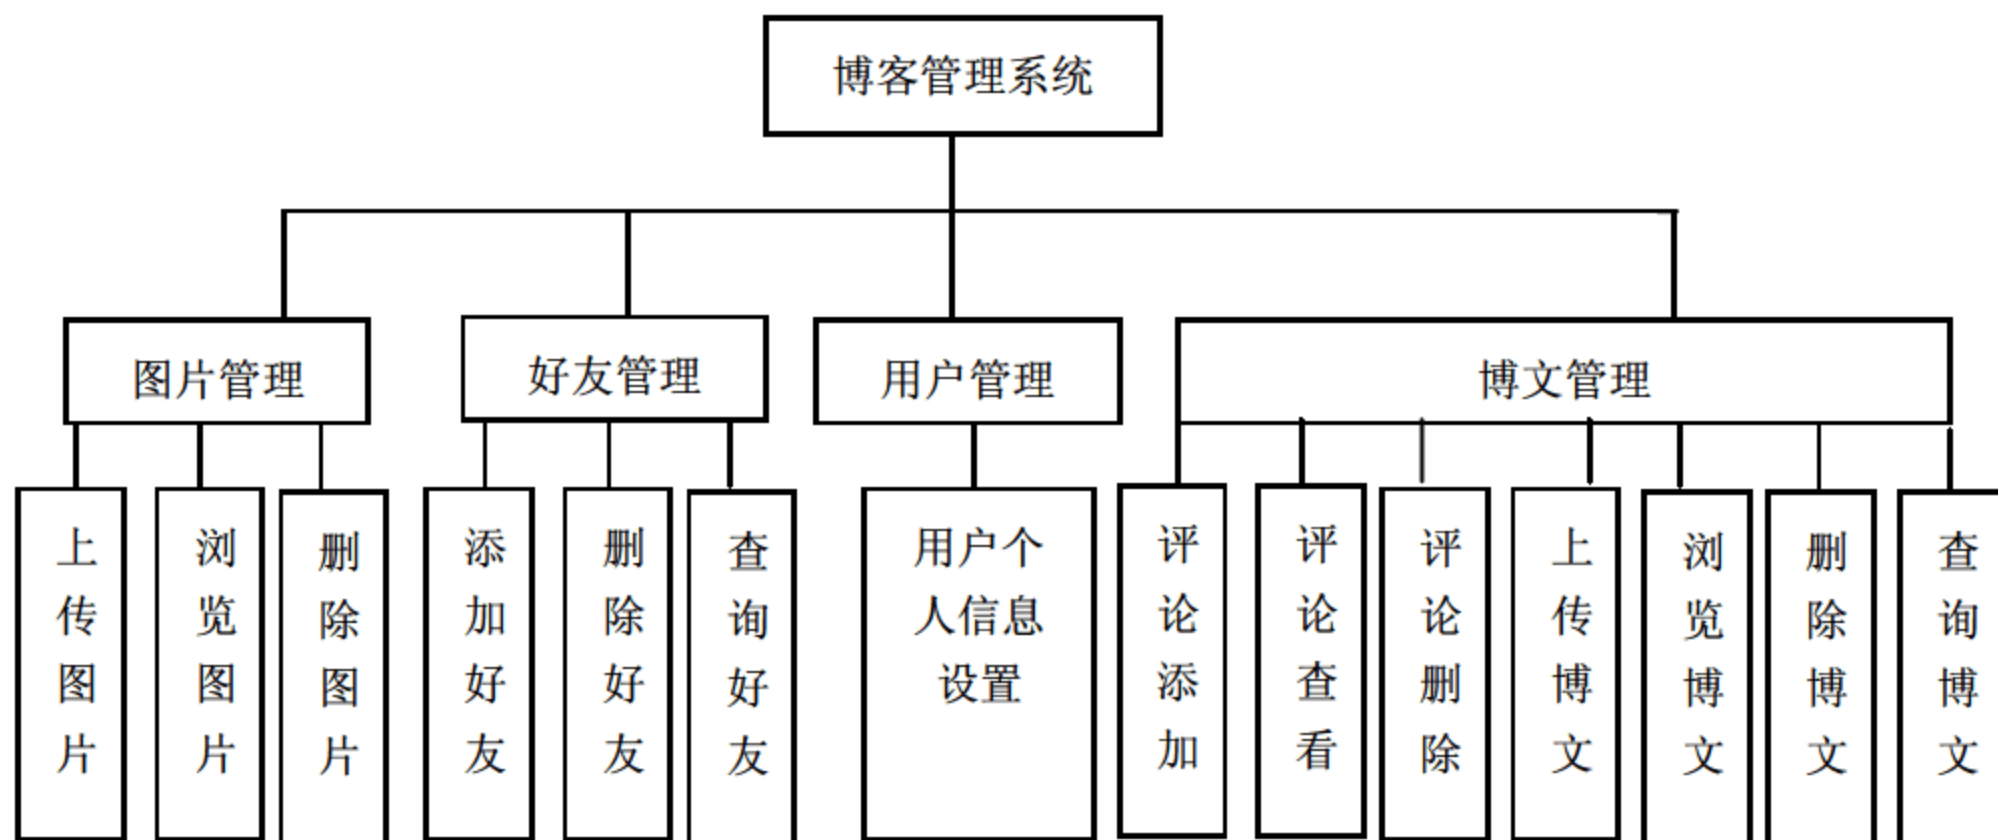 博客管理系统
图片管理
好友管理
用户管理
博文管理
上传图片
浏览图片
删除图片
添加好友
删除好友
查询好友
用户个
人信息
设置
评论添加
评论查看
评论删除
上传博文
浏览博文
删除博文
查询博文